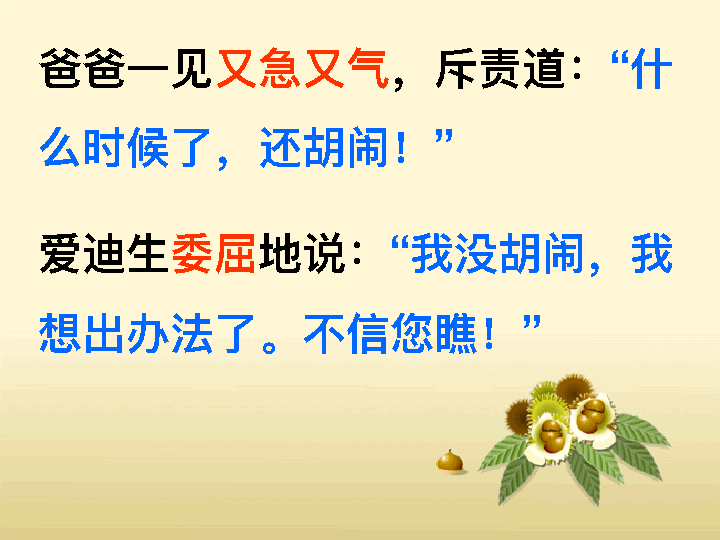 爸爸一见又急又气，斥责道：“什
么时候了，还胡闹！”
爱迪生委屈地说：“我没胡闹，我
想出办法了。不信您瞧！”